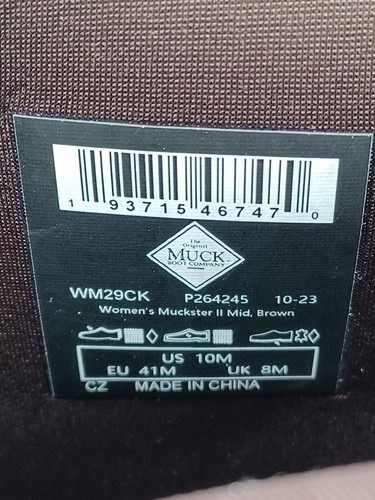 1 93715 46747 0
The
Original
MUCK
BOOT COMPANY
WM29CK P264245 10-23
Women's Muckster II Mid, Brown
US 10M
EU 41M UK 8M
CZ MADE IN CHINA